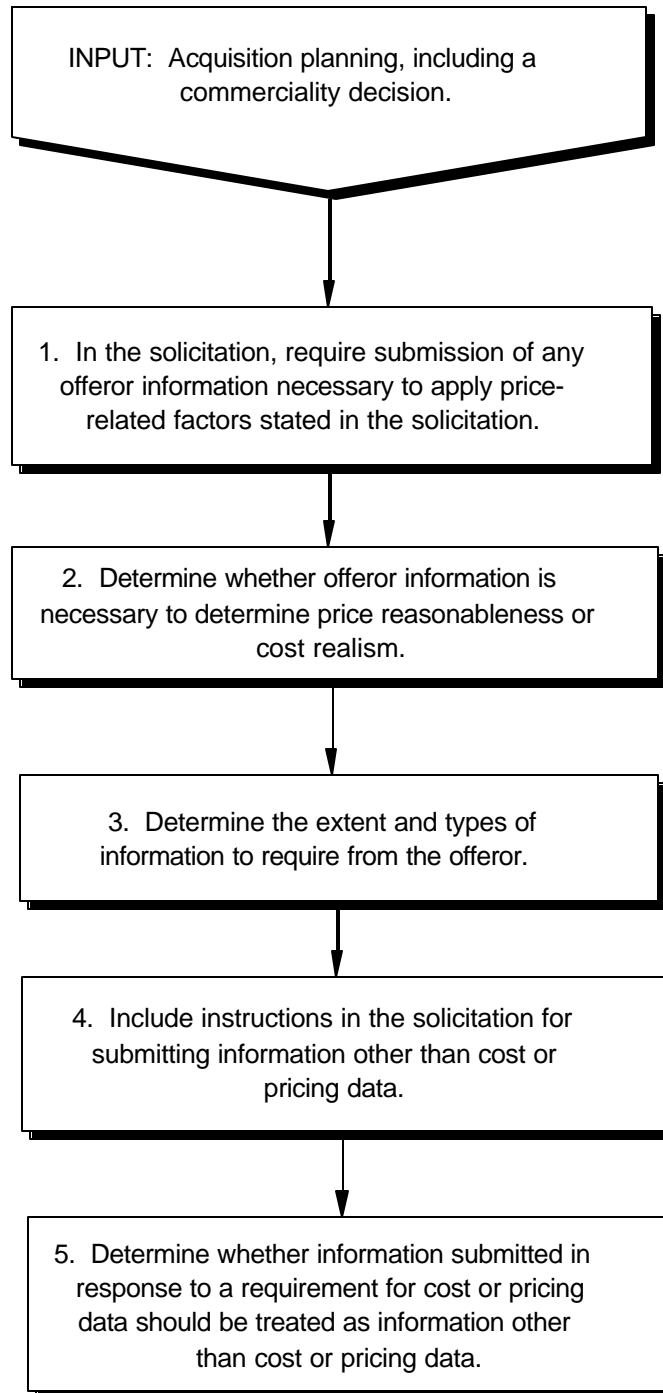 INPUT: Acquisition planning, including a
commerciality decision.
1. In the solicitation, require submission of any
offeror information necessary to apply price-
related factors stated in the solicitation.
2. Determine whether offeror information is
necessary to determine price reasonableness or
cost realism.
3. Determine the extent and types of
information to require from the offeror.
4. Include instructions in the solicitation for
submitting information other than cost or
pricing data.
5. Determine whether information submitted in
response to a requirement for cost or pricing
data should be treated as information other
than cost or pricing data.